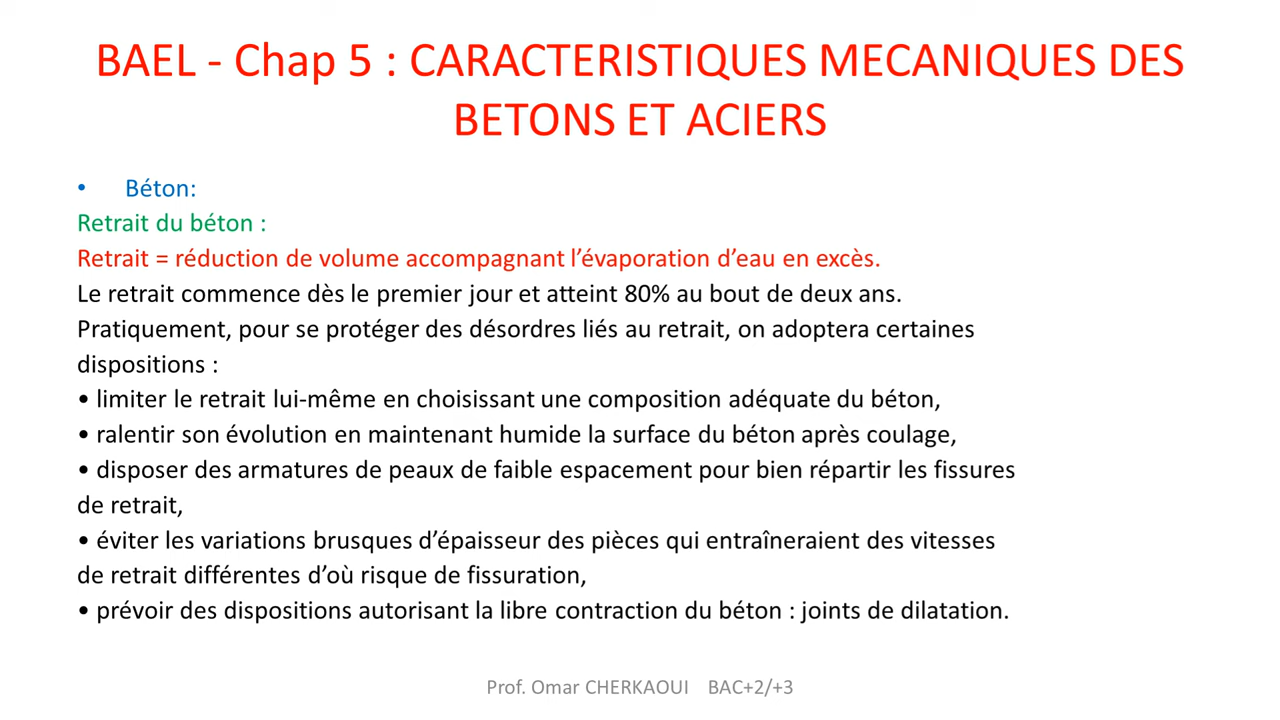 BAEL - Chap 5 : CARACTERISTIQUES MECANIQUES DES
BETONS ET ACIERS
• Béton:
Retrait du béton :
Retrait = réduction de volume accompagnant l’évaporation d’eau en excès.
Le retrait commence dès le premier jour et atteint 80% au bout de deux ans.
Pratiquement, pour se protéger des désordres liés au retrait, on adoptera certaines
dispositions :
• limiter le retrait lui-même en choisissant une composition adéquate du béton,
• ralentir son évolution en maintenant humide la surface du béton après coulage,
• disposer des armatures de peaux de faible espacement pour bien répartir les fissures
de retrait,
• éviter les variations brusques d’épaisseur des pièces qui entraîneraient des vitesses
de retrait différentes d’où risque de fissuration,
• prévoir des dispositions autorisant la libre contraction du béton : joints de dilatation.
Prof. Omar CHERKAOUI BAC+2/+3